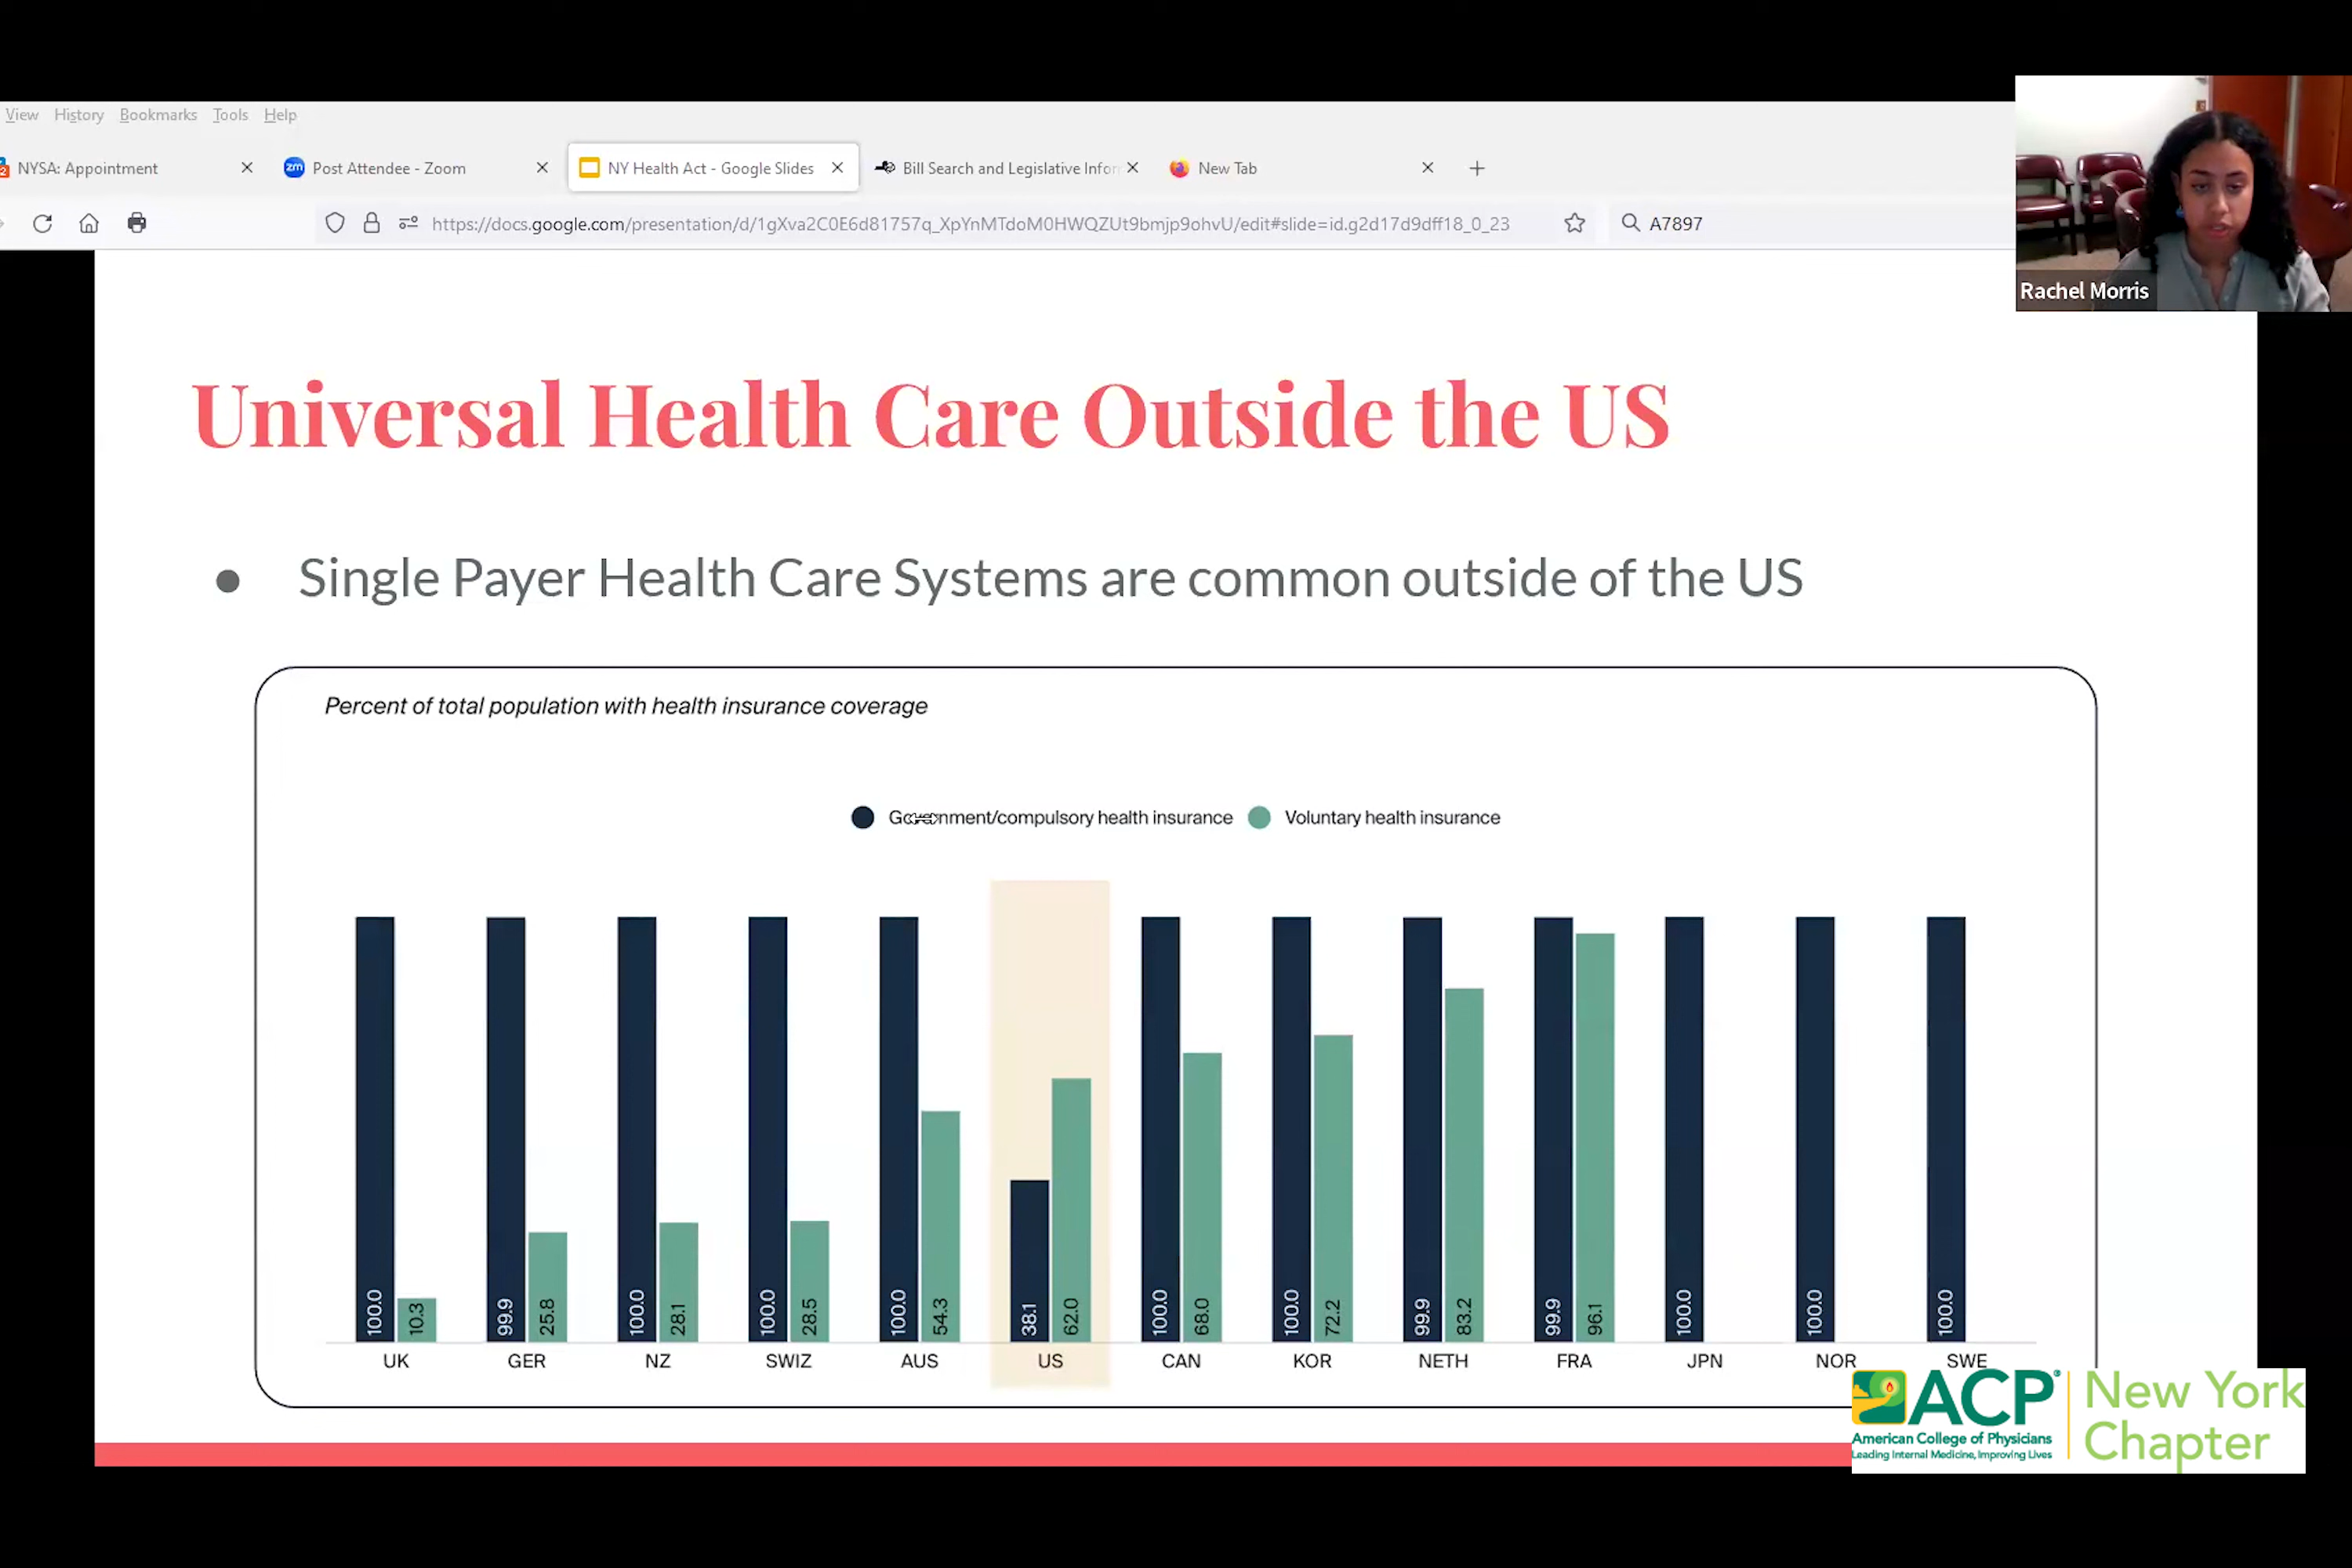 View History Bookmarks Tools Help
NYSA: Appointment
Post Attendee - Zoom
NY Health Act - Google Slides
Bill Search and Legislative Infor
New Tab
https://docs.google.com/presentation/d/1gXva2C0E6d81757q_XpYnMTdoM0HWQZUt9bmjp9ohvU/edit#slide=id.g2d17d9dff18_0_23
A7897
Rachel Morris
Universal Health Care Outside the US
● Single Payer Health Care Systems are common outside of the US
Percent of total population with health insurance coverage
Government/compulsory health insurance Voluntary health insurance
100.0 10.3 99.9 25.8 100.0 28.1 100.0 28.5 100.0 54.3 38.1 62.0 100.0 68.0 100.0 72.2 99.9 83.2 99.9 96.1 100.0 100.0 100.0
UK GER NZ SWIZ AUS US CAN KOR NETH FRA JPN NOR SWE
ACP®
American College of Physicians
Leading Internal Medicine, Improving Lives
New York
Chapter